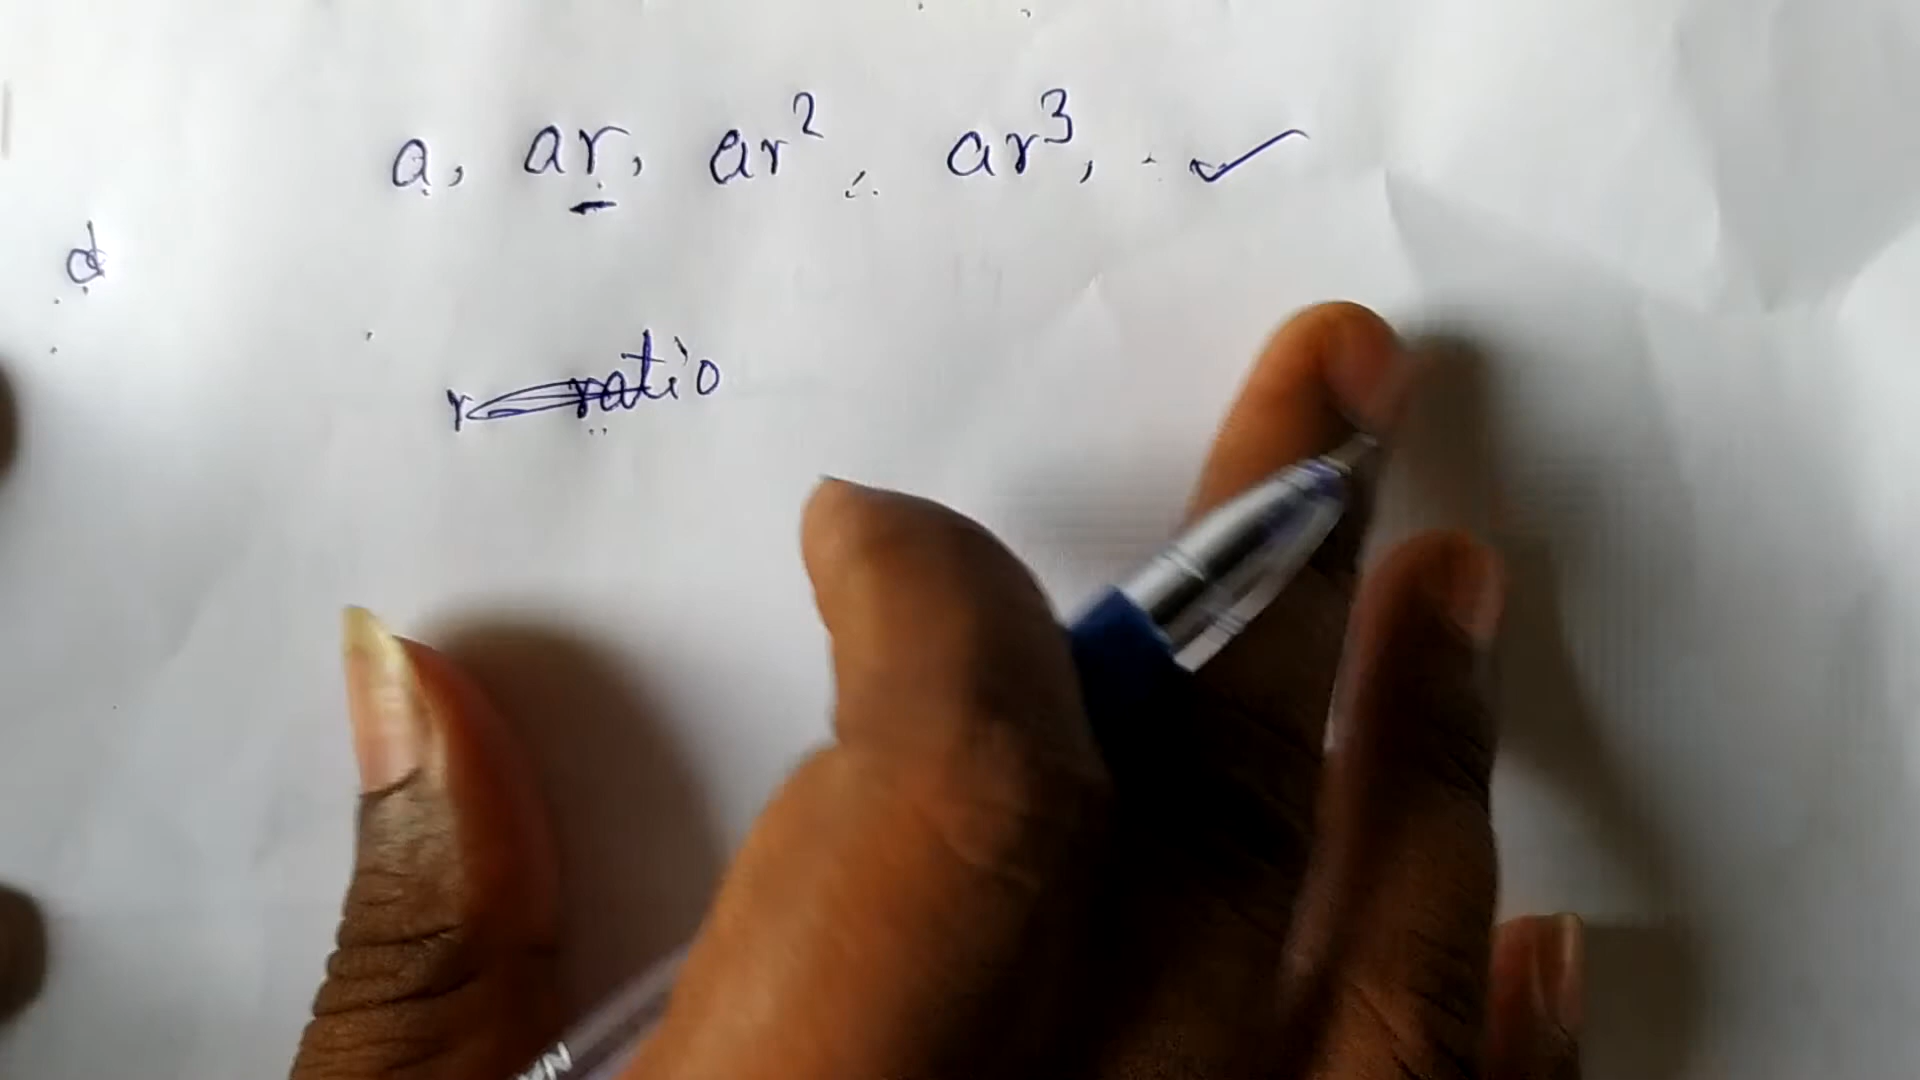 a, ar, ar², ar³, . ✓
d
r ratio